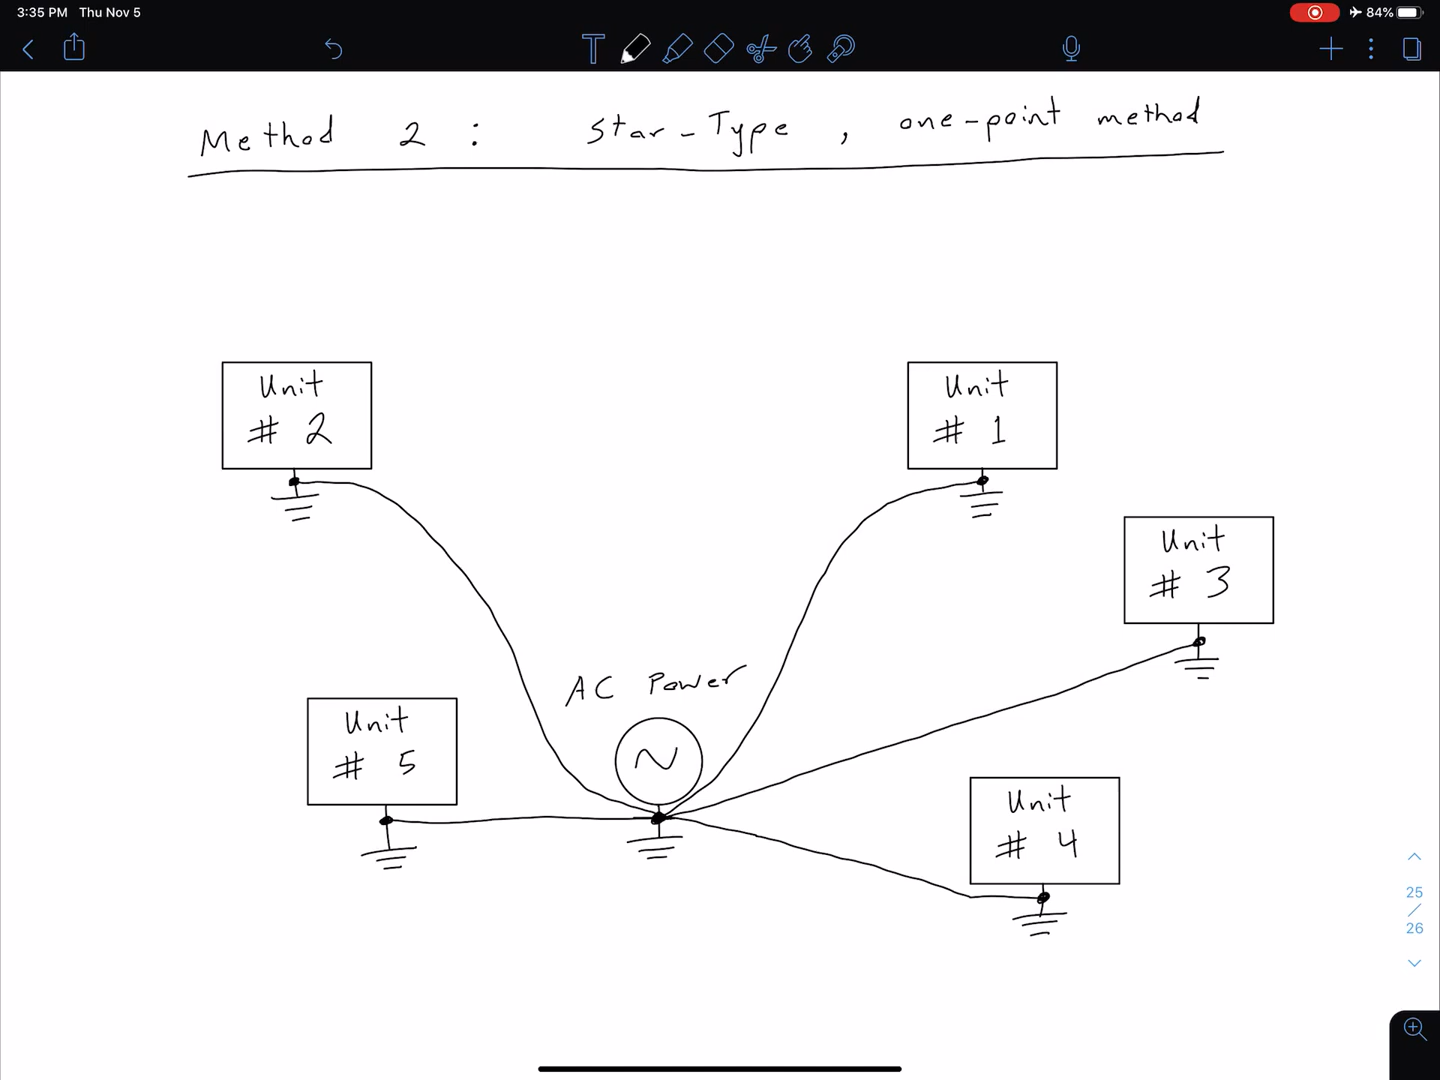 3:35 PM Thu Nov 5
84%
T
Method 2 : Star-Type , one-point method
Unit
# 2
Unit
# 1
Unit
# 3
AC Power
Unit
# 5
Unit
# 4
25
/
26